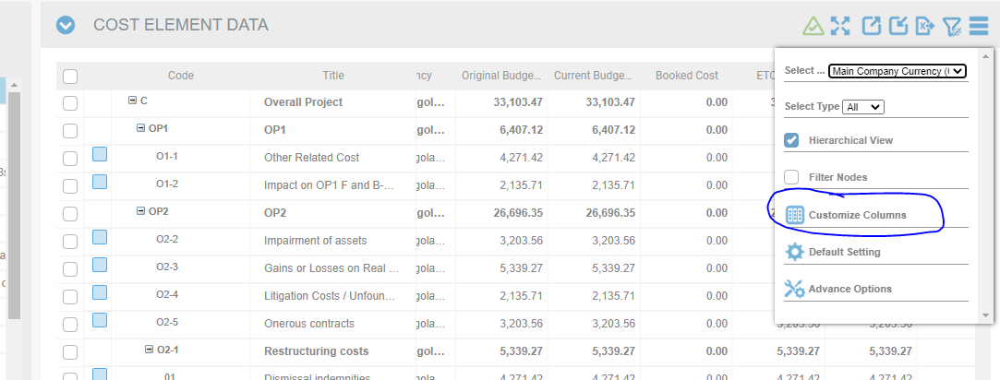 COST ELEMENT DATA
Select ... Main Company Currency (
Select Type All
Hierarchical View
Filter Nodes
Customize Columns
Default Setting
Advance Options
Code Title ncy Original Budge... Current Budge... Booked Cost ETC
C Overall Project gol... 33,103.47 33,103.47 0.00
OP1 OP1 gol... 6,407.12 6,407.12 0.00
O1-1 Other Related Cost gola... 4,271.42 4,271.42 0.00
O1-2 Impact on OP1 F and B-... gola... 2,135.71 2,135.71 0.00
OP2 OP2 gol... 26,696.35 26,696.35 0.00
O2-2 Impairment of assets gola... 3,203.56 3,203.56 0.00
O2-3 Gains or Losses on Real ... gola... 5,339.27 5,339.27 0.00
O2-4 Litigation Costs / Unfoun... gola... 2,135.71 2,135.71 0.00
O2-5 Onerous contracts gola... 3,203.56 3,203.56 0.00 3,203.56 3,203.56
O2-1 Restructuring costs gol... 5,339.27 5,339.27 0.00 5,339.27 5,339.27
01 Dismissal indemnities gola... 4,271.42 4,271.42 0.00 4,271.42 4,271.42